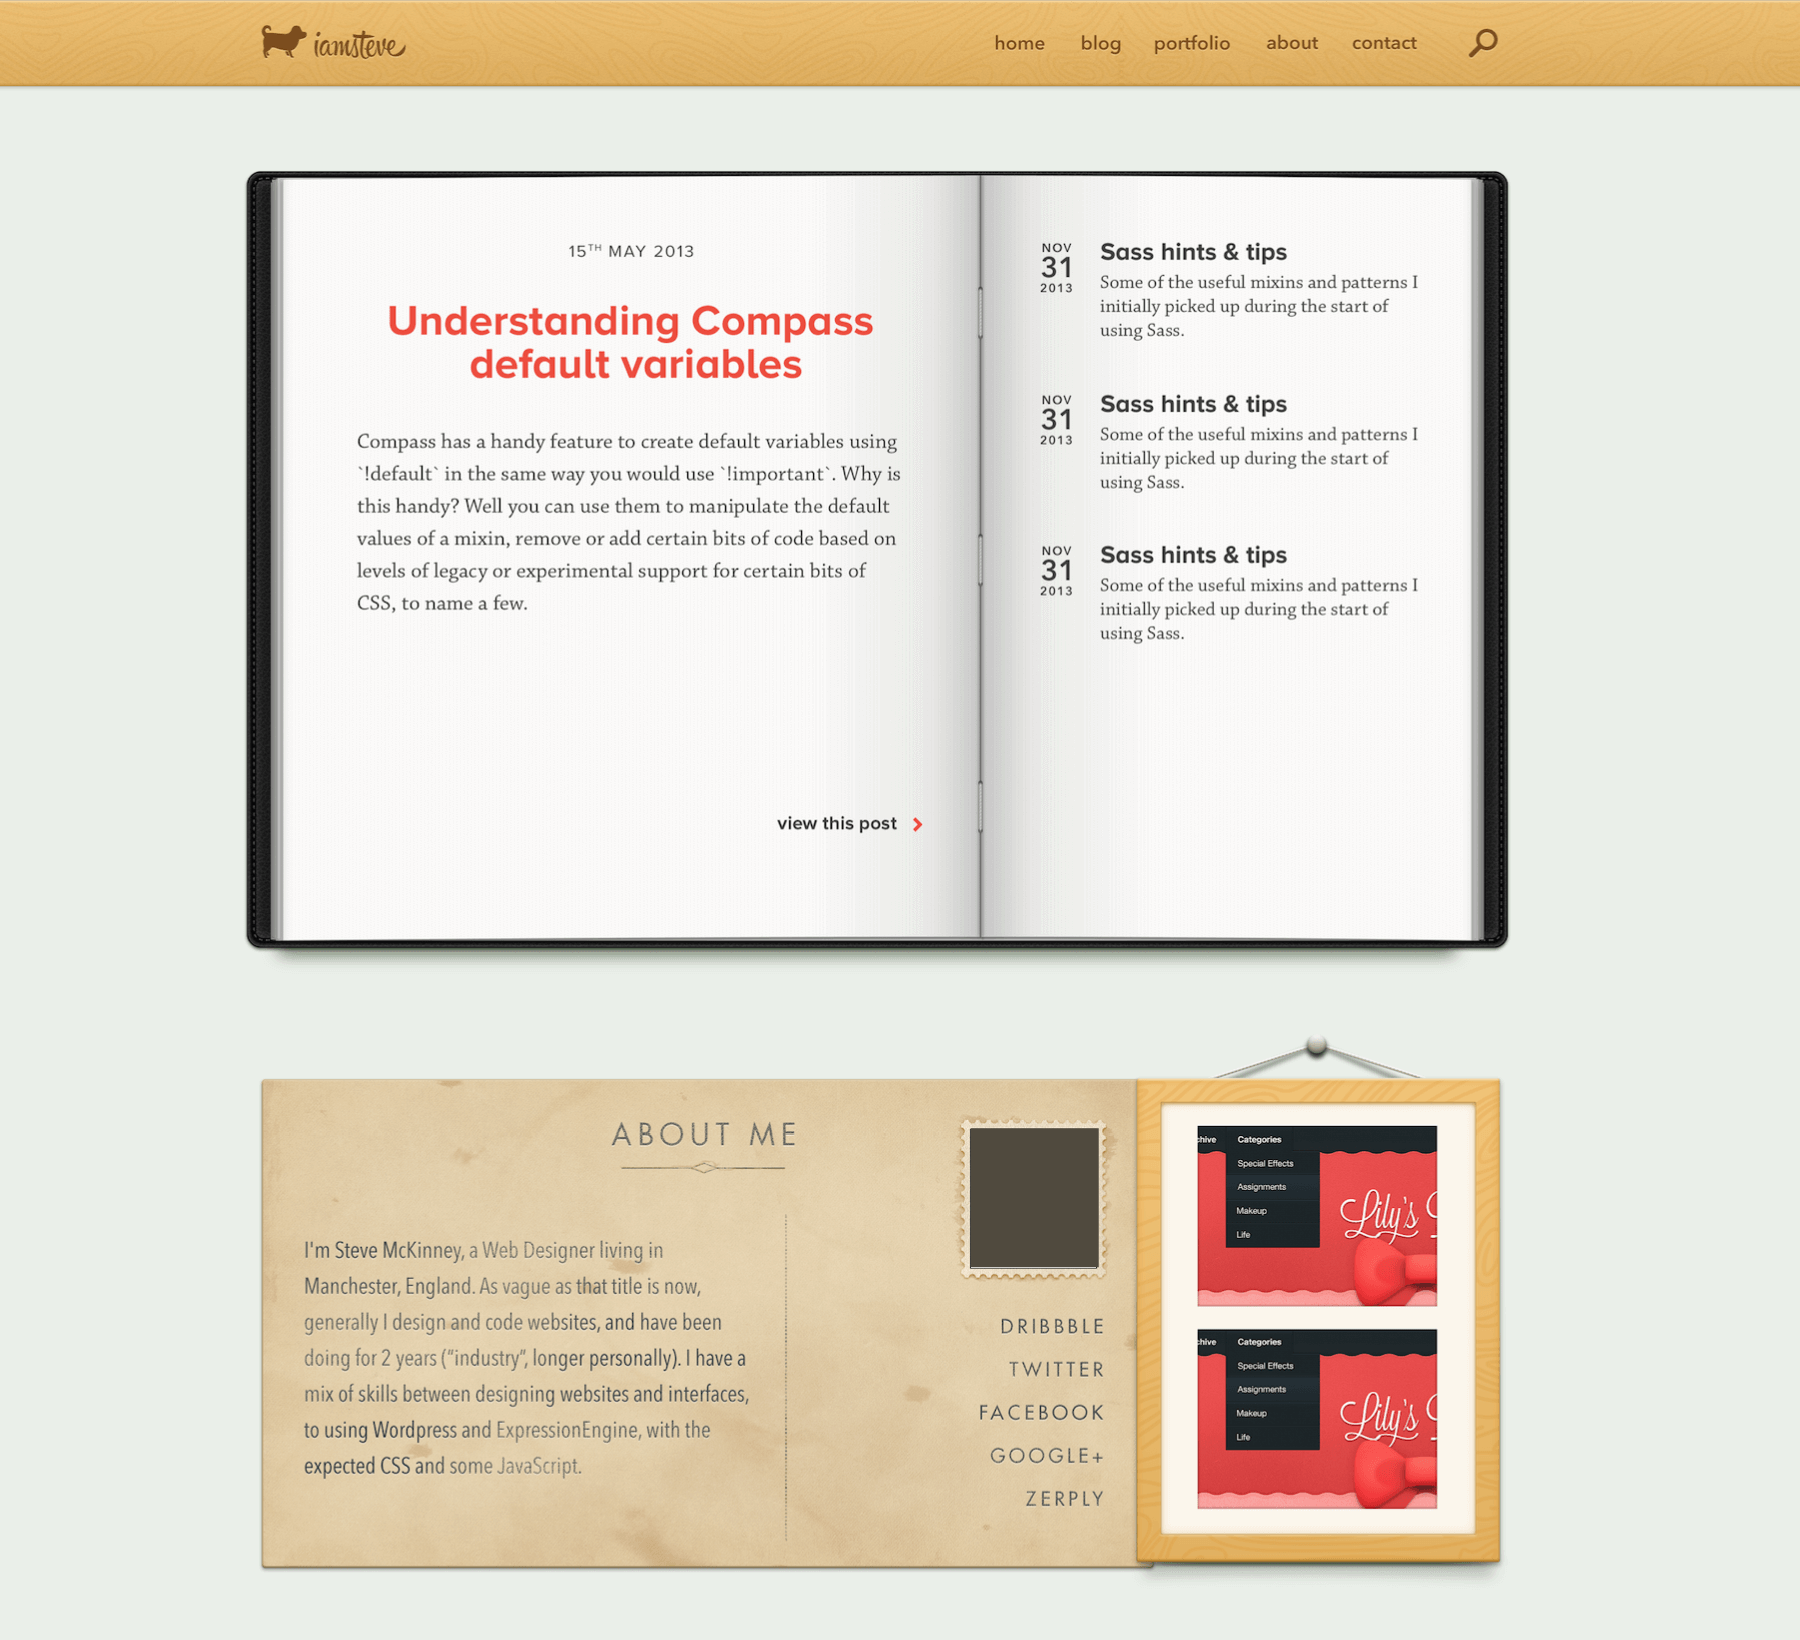 iamsteve
home blog portfolio about contact
15TH MAY 2013
Understanding Compass
default variables
Compass has a handy feature to create default variables using
`!default` in the same way you would use `!important`. Why is
this handy? Well you can use them to manipulate the default
values of a mixin, remove or add certain bits of code based on
levels of legacy or experimental support for certain bits of
CSS, to name a few.
view this post
NOV
31
2013
Sass hints & tips
Some of the useful mixins and patterns I
initially picked up during the start of
using Sass.
NOV
31
2013
Sass hints & tips
Some of the useful mixins and patterns I
initially picked up during the start of
using Sass.
NOV
31
2013
Sass hints & tips
Some of the useful mixins and patterns I
initially picked up during the start of
using Sass.
ABOUT ME
I'm Steve McKinney, a Web Designer living in
Manchester, England. As vague as that title is now,
generally I design and code websites, and have been
doing for 2 years (“industry”, longer personally). I have a
mix of skills between designing websites and interfaces,
to using Wordpress and ExpressionEngine, with the
expected CSS and some JavaScript.
DRIBBBLE
TWITTER
FACEBOOK
GOOGLE+
ZERPLY
chive Categories
Special Effects
Assignments
Makeup
Life
Lily's
chive Categories
Special Effects
Assignments
Makeup
Life
Lily's